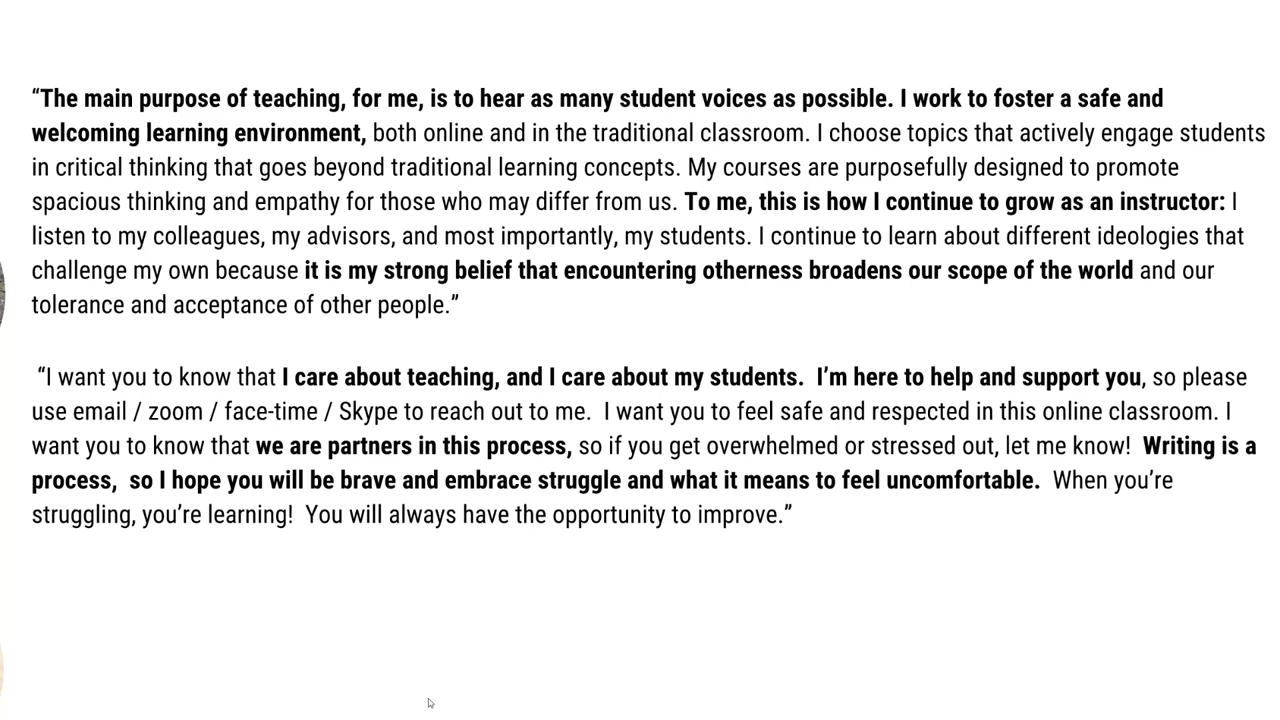 “The main purpose of teaching, for me, is to hear as many student voices as possible. I work to foster a safe and
welcoming learning environment, both online and in the traditional classroom. I choose topics that actively engage students
in critical thinking that goes beyond traditional learning concepts. My courses are purposefully designed to promote
spacious thinking and empathy for those who may differ from us. To me, this is how I continue to grow as an instructor: I
listen to my colleagues, my advisors, and most importantly, my students. I continue to learn about different ideologies that
challenge my own because it is my strong belief that encountering otherness broadens our scope of the world and our
tolerance and acceptance of other people.”
“I want you to know that I care about teaching, and I care about my students.  I’m here to help and support you, so please
use email / zoom / face-time / Skype to reach out to me.  I want you to feel safe and respected in this online classroom. I
want you to know that we are partners in this process, so if you get overwhelmed or stressed out, let me know!  Writing is a
process,  so I hope you will be brave and embrace struggle and what it means to feel uncomfortable.  When you’re
struggling, you’re learning!  You will always have the opportunity to improve.”